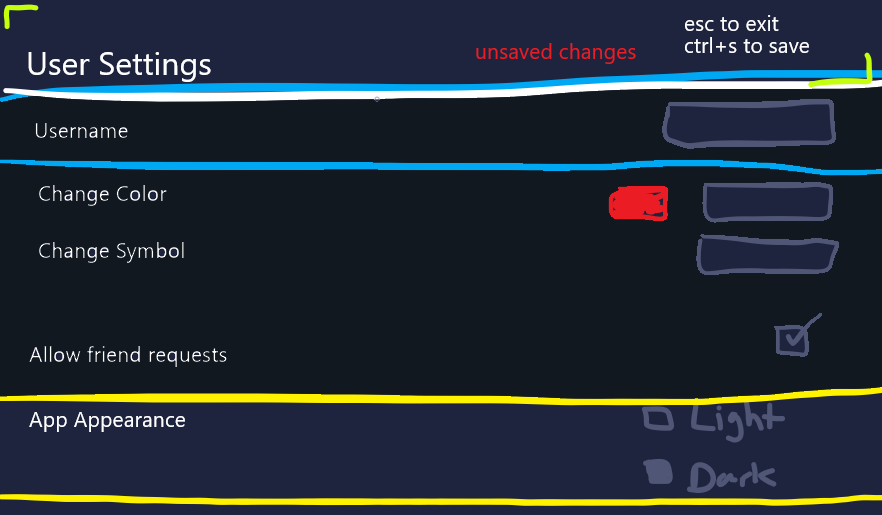 esc to exit
User Settings unsaved changes ctrl+s to save
Username
Change Color
Change Symbol
Allow friend requests
App Appearance Light
Dark